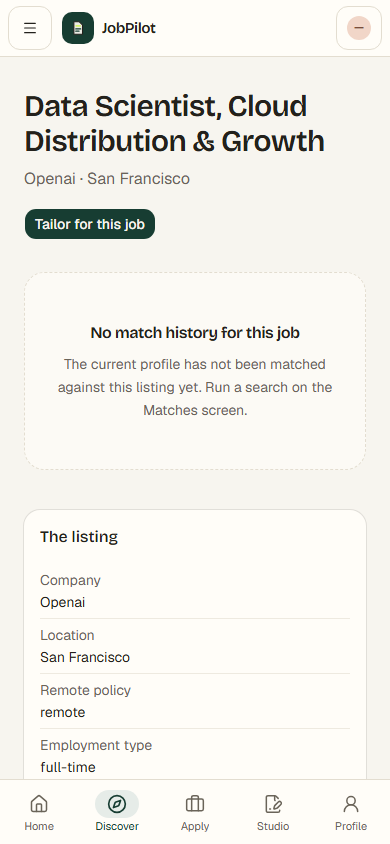 JobPilot
Data Scientist, Cloud
Distribution & Growth
Openai · San Francisco
Tailor for this job
No match history for this job
The current profile has not been matched
against this listing yet. Run a search on the
Matches screen.
The listing
Company
Openai
Location
San Francisco
Remote policy
remote
Employment type
full-time
Home
Discover
Apply
Studio
Profile